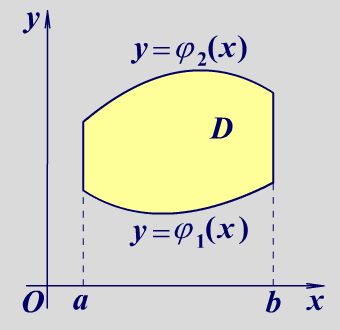 y
y=φ₂(x)
D
y=φ₁(x)
O a b x